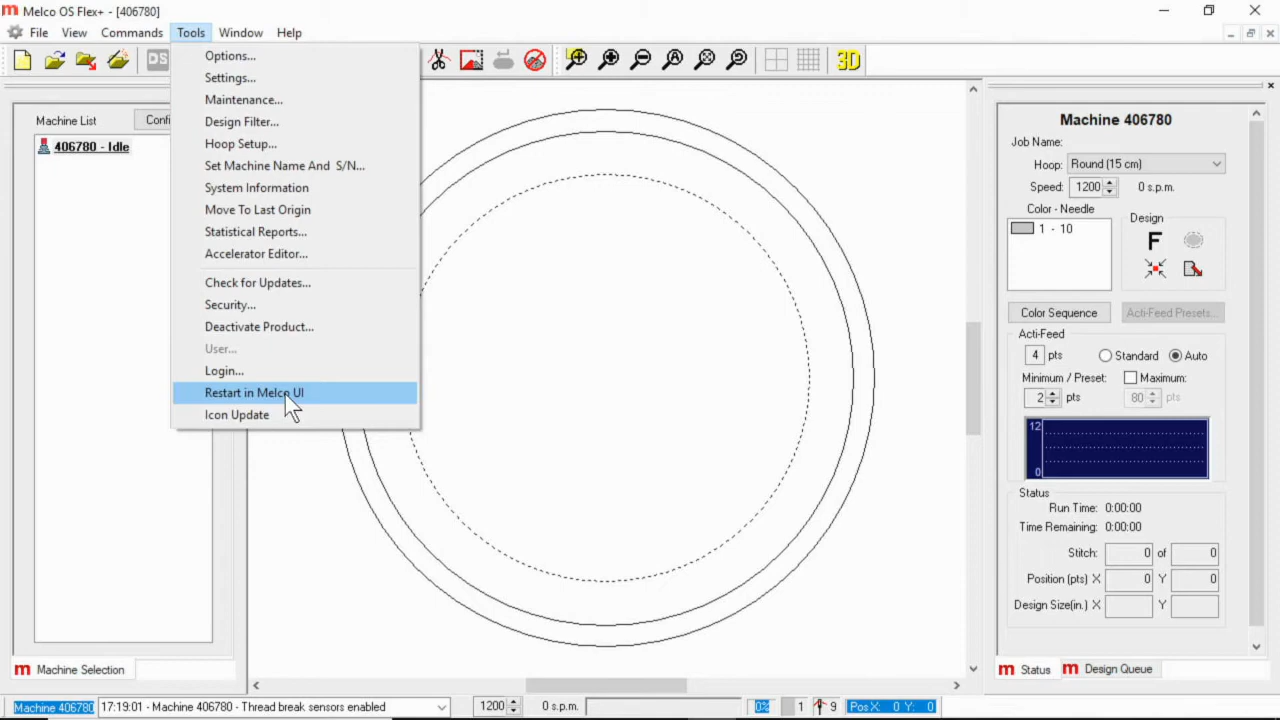 Melco OS Flex+ - [406780]
File View Commands Tools Window Help
DS
3D
Options...
Settings...
Maintenance...
Design Filter...
Hoop Setup...
Set Machine Name And S/N...
System Information
Move To Last Origin
Statistical Reports...
Accelerator Editor...
Check for Updates...
Security...
Deactivate Product...
User...
Login...
Restart in Melco UI
Icon Update
Machine List Confi
406780 - Idle
Machine Selection
Machine 406780
Job Name:
Hoop: Round (15 cm)
Speed: 1200 0 s.p.m.
Color - Needle
1 - 10
Design
F
Color Sequence Acti-Feed Presets...
Acti-Feed
4 pts Standard Auto
Minimum / Preset: Maximum:
2 pts 80 pts
12
0
Status
Run Time: 0:00:00
Time Remaining: 0:00:00
Stitch: 0 of 0
Position (pts) X 0 Y 0
Design Size(in.) X Y
Status Design Queue
Machine 406780 17:19:01 - Machine 406780 - Thread break sensors enabled 1200 0 s.p.m. 0% 1 9 Pos X: 0 Y: 0